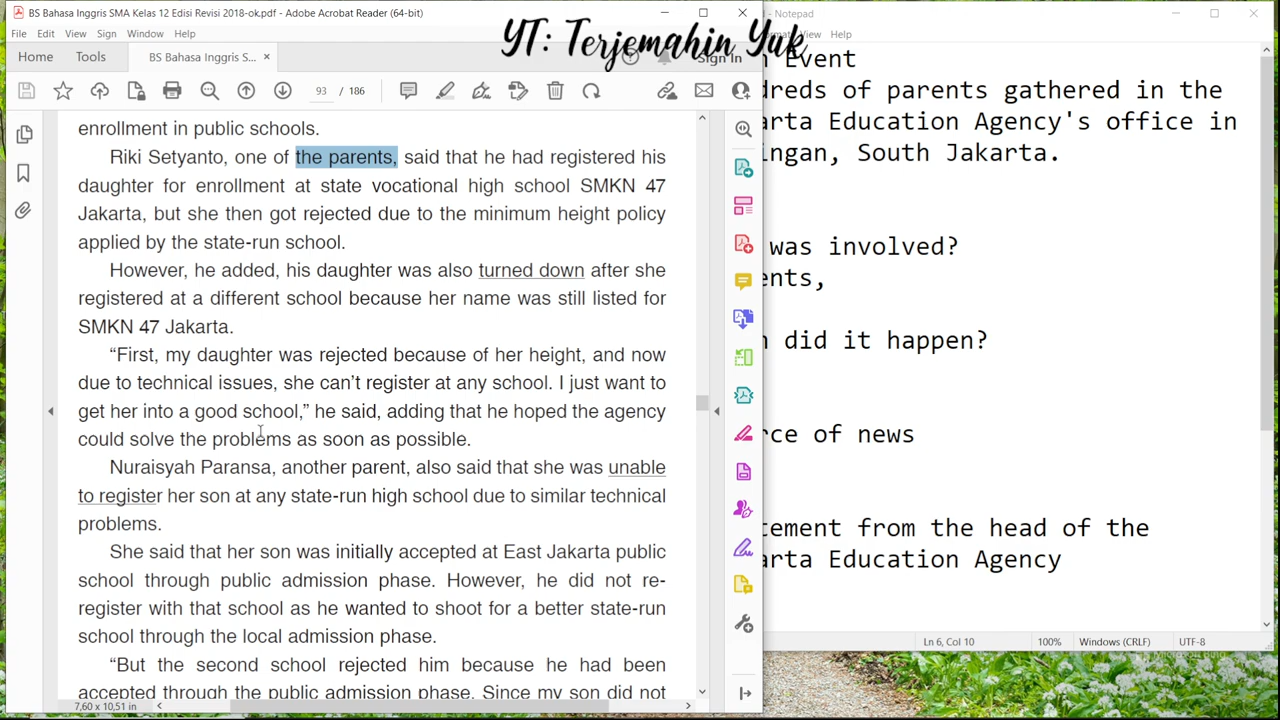 BS Bahasa Inggris SMA Kelas 12 Edisi Revisi 2018-ok.pdf - Adobe Acrobat Reader (64-bit)
- Notepad
YT: Terjemahin Yuk
File Edit View Sign Window Help
View Help
Home Tools BS Bahasa Inggris S... × Sign In
93 / 186
enrollment in public schools.
Riki Setyanto, one of the parents, said that he had registered his
daughter for enrollment at state vocational high school SMKN 47
Jakarta, but she then got rejected due to the minimum height policy
applied by the state-run school.
However, he added, his daughter was also turned down after she
registered at a different school because her name was still listed for
SMKN 47 Jakarta.
“First, my daughter was rejected because of her height, and now
due to technical issues, she can’t register at any school. I just want to
get her into a good school,” he said, adding that he hoped the agency
could solve the problems as soon as possible.
Nuraisyah Paransa, another parent, also said that she was unable
to register her son at any state-run high school due to similar technical
problems.
She said that her son was initially accepted at East Jakarta public
school through public admission phase. However, he did not re-
register with that school as he wanted to shoot for a better state-run
school through the local admission phase.
“But the second school rejected him because he had been
accepted through the public admission phase. Since my son did not
7,60 x 10,51 in
Event
dreds of parents gathered in the
arta Education Agency's office in
ingan, South Jakarta.
was involved?
ents,
did it happen?
rce of news
tement from the head of the
arta Education Agency
Ln 6, Col 10 100% Windows (CRLF) UTF-8